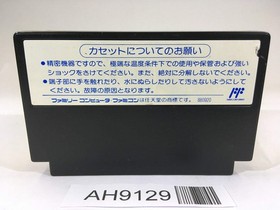 カセットについてのお願い
●精密機器ですので、極端な温度条件下での使用や保管および強い
ショックをさけてください。また、絶対に分解しないでください。
●端子部に手を触れたり、水にぬらしたりして汚さないようにして
ください。故障の原因となります。
ファミリーコンピュータ・ファミコンは任天堂の商標です。
AH9129